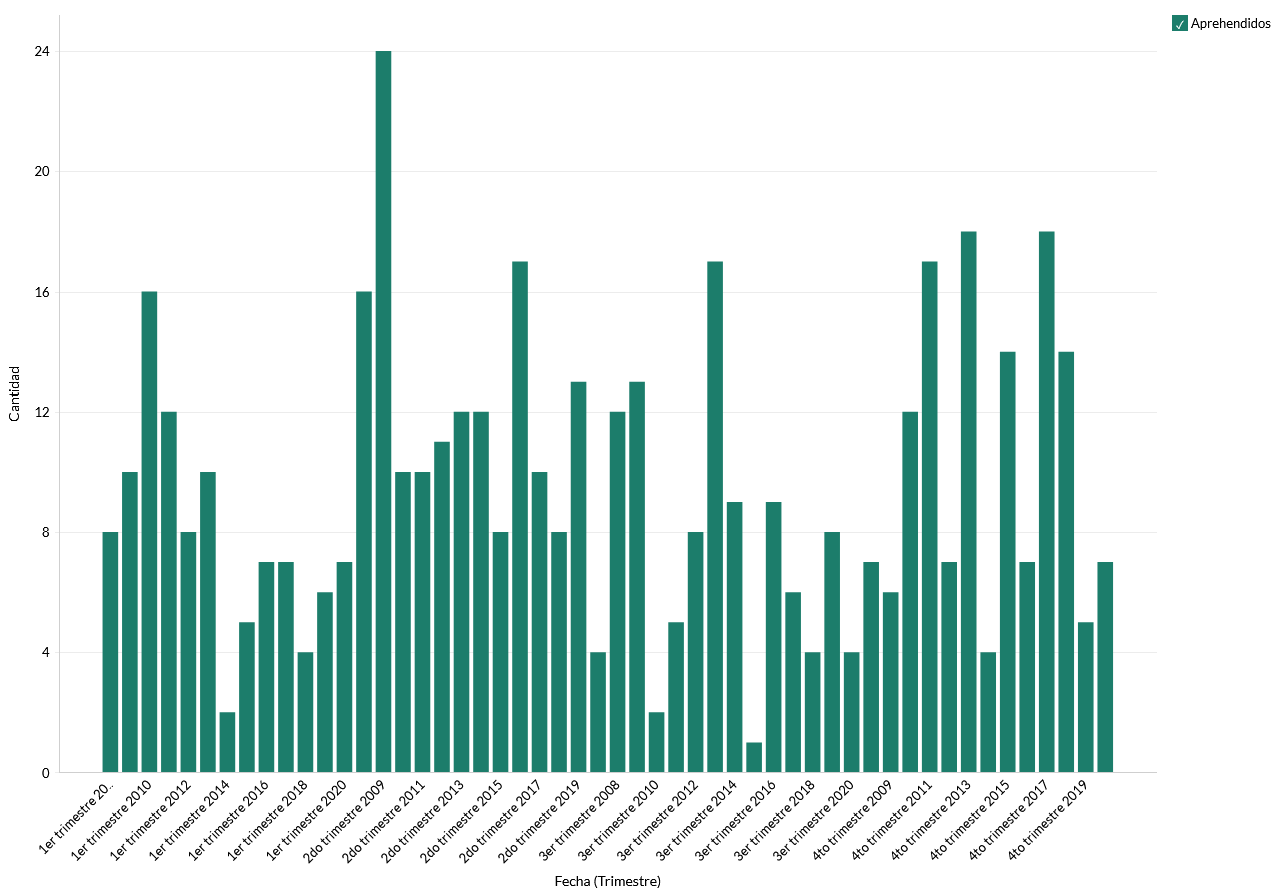 Aprehendidos
24
20
16
12
8
4
0
Cantidad
1er trimestre 20..
1er trimestre 2010
1er trimestre 2012
1er trimestre 2014
1er trimestre 2016
1er trimestre 2018
1er trimestre 2020
2do trimestre 2009
2do trimestre 2011
2do trimestre 2013
2do trimestre 2015
2do trimestre 2017
2do trimestre 2019
3er trimestre 2008
3er trimestre 2010
3er trimestre 2012
3er trimestre 2014
3er trimestre 2016
3er trimestre 2018
3er trimestre 2020
4to trimestre 2009
4to trimestre 2011
4to trimestre 2013
4to trimestre 2015
4to trimestre 2017
4to trimestre 2019
Fecha (Trimestre)